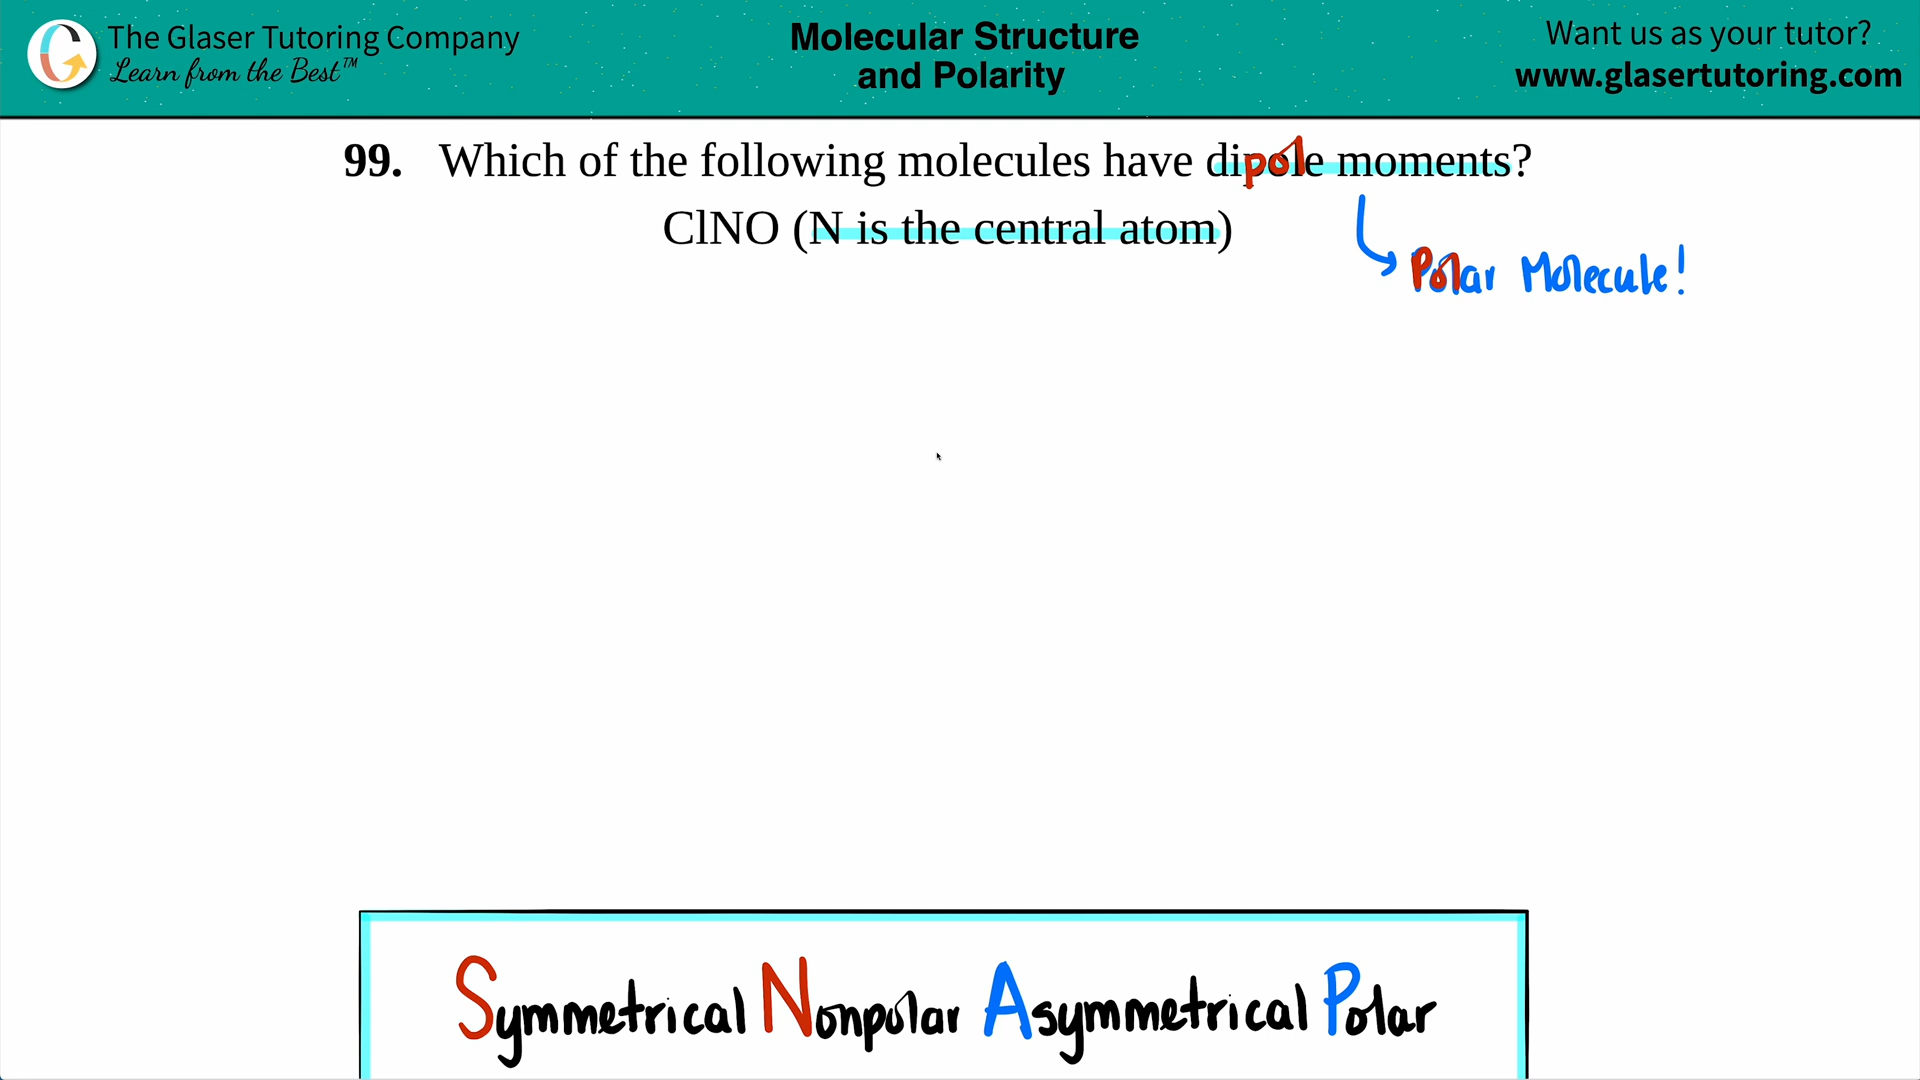 The Glaser Tutoring Company
Learn from the Best™
Molecular Structure
and Polarity
Want us as your tutor?
www.glasertutoring.com
99. Which of the following molecules have dipole moments?
ClNO (N is the central atom)
Polar Molecule!
Symmetrical Nonpolar Asymmetrical Polar